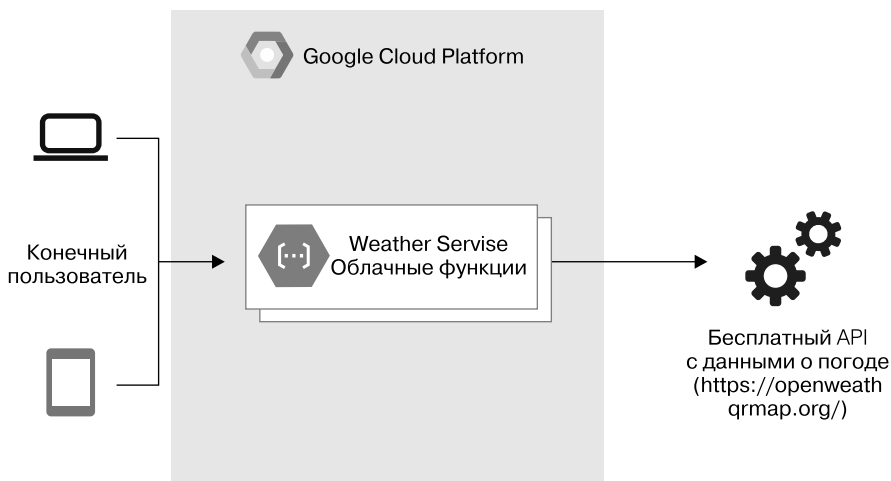 Google Cloud Platform
Конечный
пользователь
Weather Servise
Облачные функции
Бесплатный API
с данными о погоде
(https://openweath
qrmap.org/)